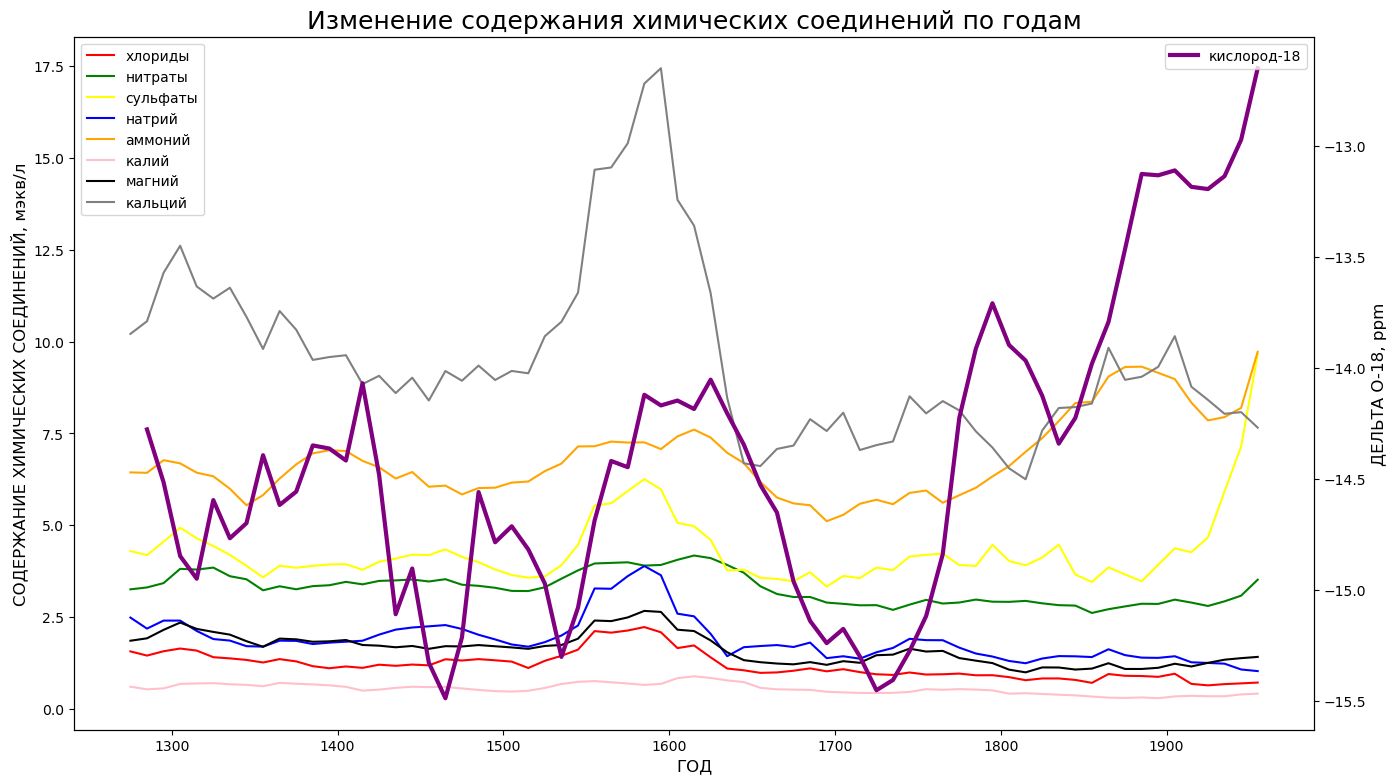 Изменение содержания химических соединений по годам
хлориды
нитраты
сульфаты
натрий
аммоний
калий
магний
кальций
кислород-18
СОДЕРЖАНИЕ ХИМИЧЕСКИХ СОЕДИНЕНИЙ, мэкв/л
17.5
15.0
12.5
10.0
7.5
5.0
2.5
0.0
−13.0
−13.5
−14.0
−14.5
−15.0
−15.5
ДЕЛЬТА О-18, ppm
1300 1400 1500 1600 1700 1800 1900
ГОД